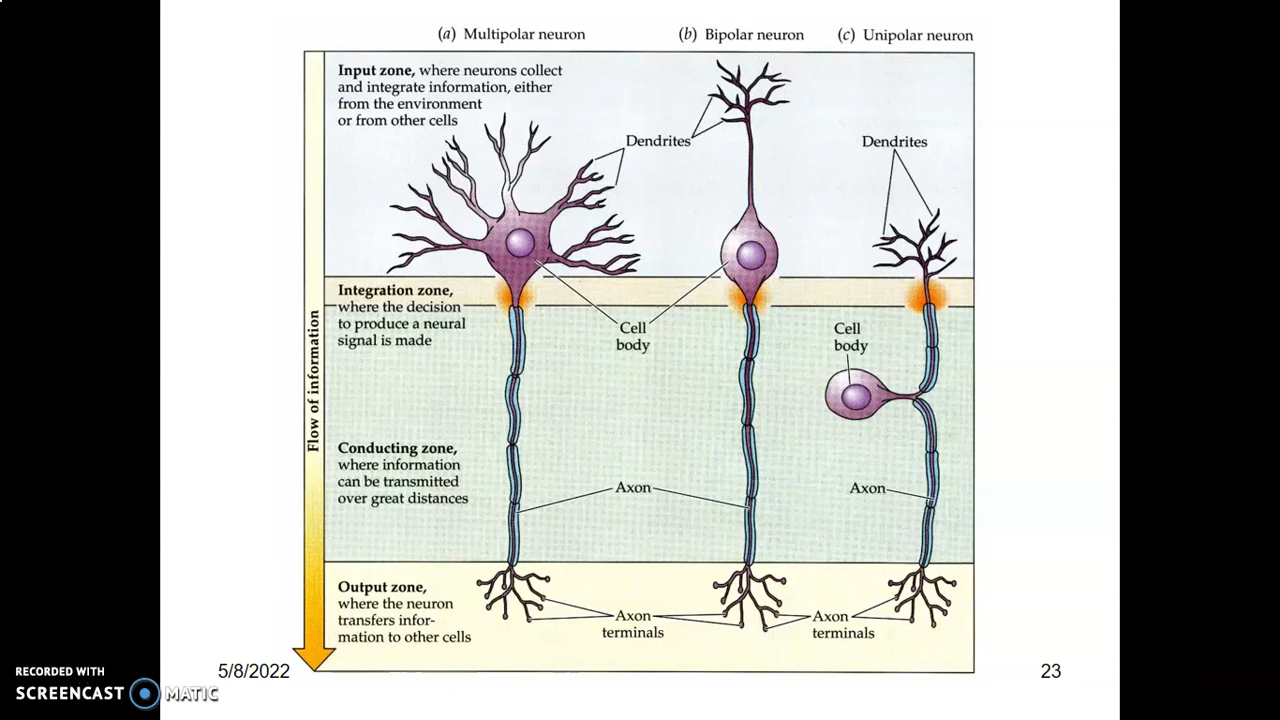 (a) Multipolar neuron
(b) Bipolar neuron
(c) Unipolar neuron
Input zone, where neurons collect
and integrate information, either
from the environment
or from other cells
Dendrites
Dendrites
Integration zone,
where the decision
to produce a neural
signal is made
Cell
body
Cell
body
Flow of information
Conducting zone,
where information
can be transmitted
over great distances
Axon
Axon
Output zone,
where the neuron
transfers infor-
mation to other cells
Axon
terminals
Axon
terminals
5/8/2022
23
RECORDED WITH
SCREENCAST MATIC